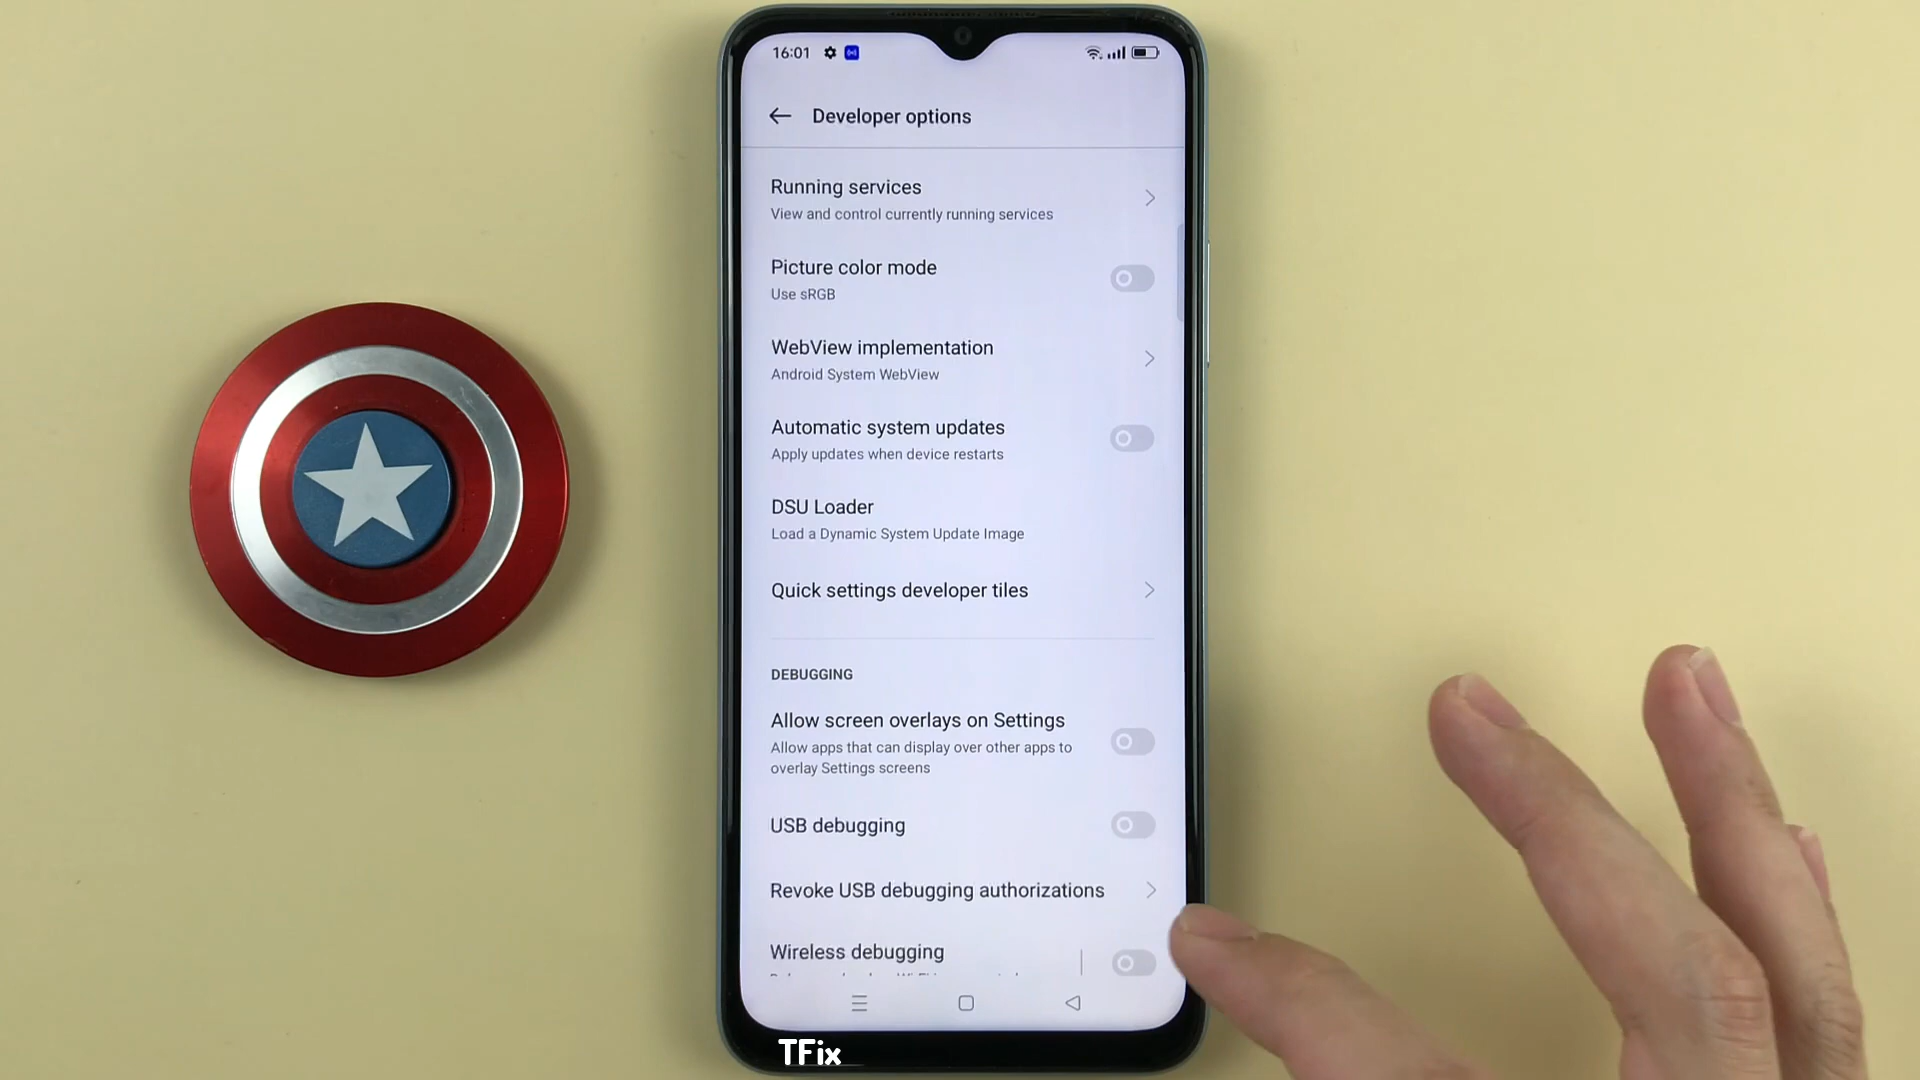 16:01
Developer options
Running services
View and control currently running services
Picture color mode
Use sRGB
WebView implementation
Android System WebView
Automatic system updates
Apply updates when device restarts
DSU Loader
Load a Dynamic System Update Image
Quick settings developer tiles
DEBUGGING
Allow screen overlays on Settings
Allow apps that can display over other apps to
overlay Settings screens
USB debugging
Revoke USB debugging authorizations
Wireless debugging
TFix